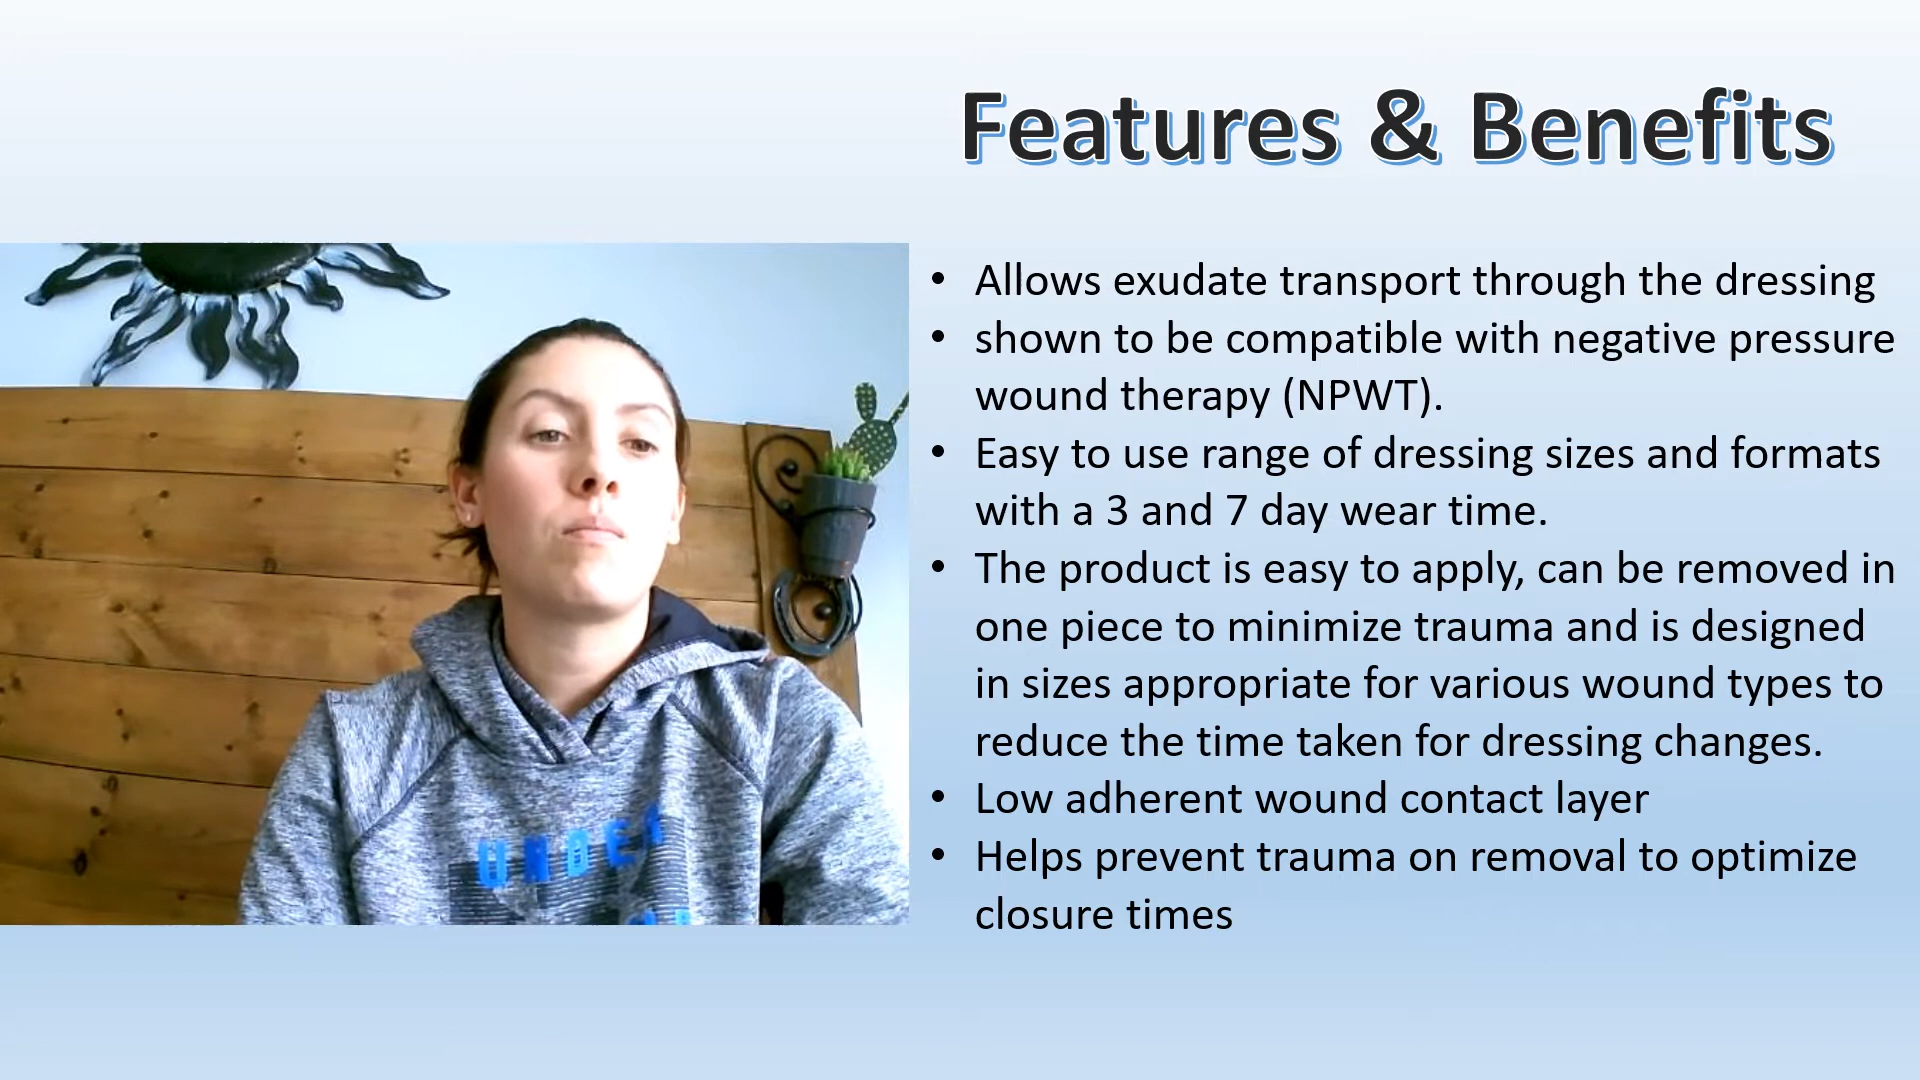 Features & Benefits
• Allows exudate transport through the dressing
• shown to be compatible with negative pressure
wound therapy (NPWT).
• Easy to use range of dressing sizes and formats
with a 3 and 7 day wear time.
• The product is easy to apply, can be removed in
one piece to minimize trauma and is designed
in sizes appropriate for various wound types to
reduce the time taken for dressing changes.
• Low adherent wound contact layer
• Helps prevent trauma on removal to optimize
closure times
UNDER